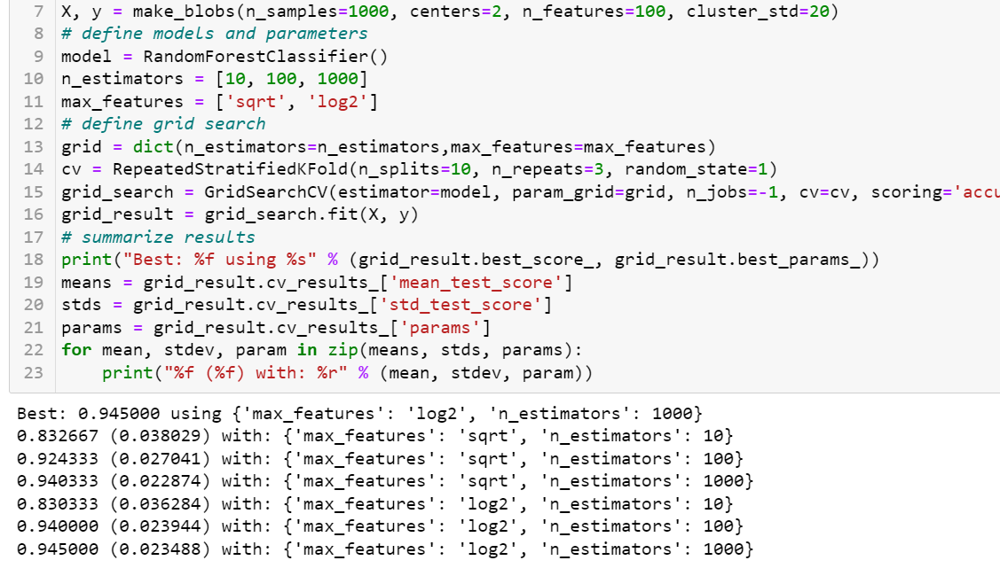 7 X, y = make_blobs(n_samples=1000, centers=2, n_features=100, cluster_std=20)
8 # define models and parameters
9 model = RandomForestClassifier()
10 n_estimators = [10, 100, 1000]
11 max_features = ['sqrt', 'log2']
12 # define grid search
13 grid = dict(n_estimators=n_estimators,max_features=max_features)
14 cv = RepeatedStratifiedKFold(n_splits=10, n_repeats=3, random_state=1)
15 grid_search = GridSearchCV(estimator=model, param_grid=grid, n_jobs=-1, cv=cv, scoring='accu
16 grid_result = grid_search.fit(X, y)
17 # summarize results
18 print("Best: %f using %s" % (grid_result.best_score_, grid_result.best_params_))
19 means = grid_result.cv_results_['mean_test_score']
20 stds = grid_result.cv_results_['std_test_score']
21 params = grid_result.cv_results_['params']
22 for mean, stdev, param in zip(means, stds, params):
23     print("%f (%f) with: %r" % (mean, stdev, param))
Best: 0.945000 using {'max_features': 'log2', 'n_estimators': 1000}
0.832667 (0.038029) with: {'max_features': 'sqrt', 'n_estimators': 10}
0.924333 (0.027041) with: {'max_features': 'sqrt', 'n_estimators': 100}
0.940333 (0.022874) with: {'max_features': 'sqrt', 'n_estimators': 1000}
0.830333 (0.036284) with: {'max_features': 'log2', 'n_estimators': 10}
0.940000 (0.023944) with: {'max_features': 'log2', 'n_estimators': 100}
0.945000 (0.023488) with: {'max_features': 'log2', 'n_estimators': 1000}